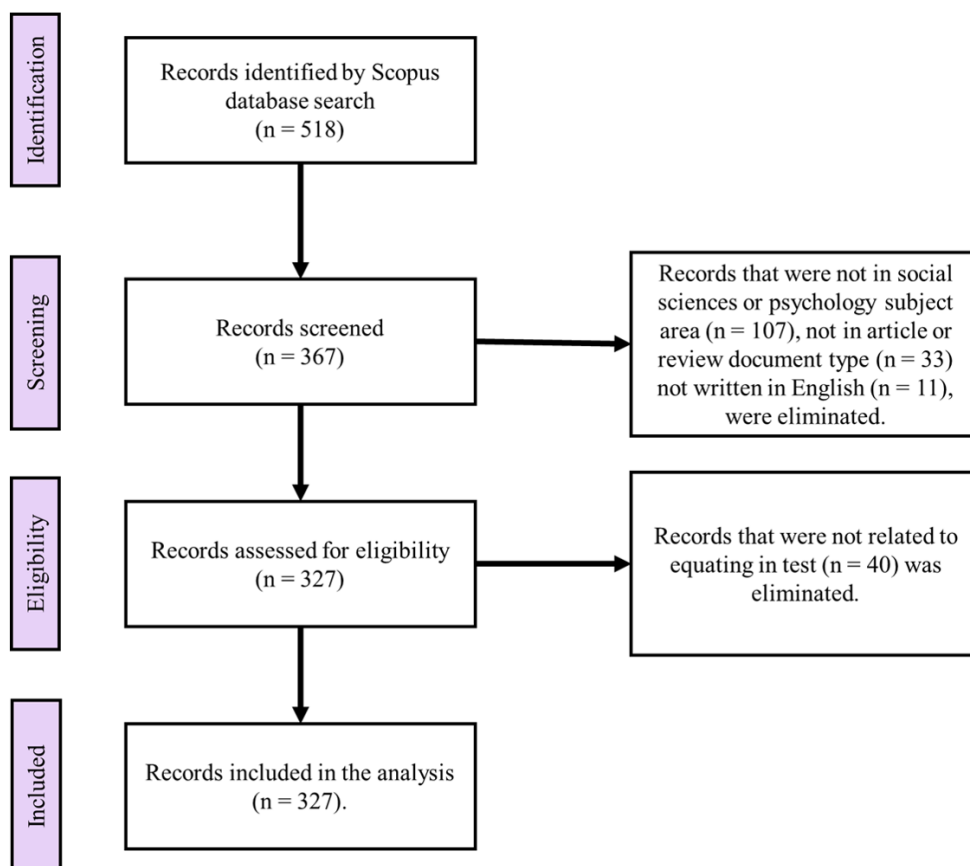 Identification
Records identified by Scopus
database search
(n = 518)
Screening
Records screened
(n = 367)
Records that were not in social
sciences or psychology subject
area (n = 107), not in article or
review document type (n = 33)
not written in English (n = 11),
were eliminated.
Eligibility
Records assessed for eligibility
(n = 327)
Records that were not related to
equating in test (n = 40) was
eliminated.
Included
Records included in the analysis
(n = 327).